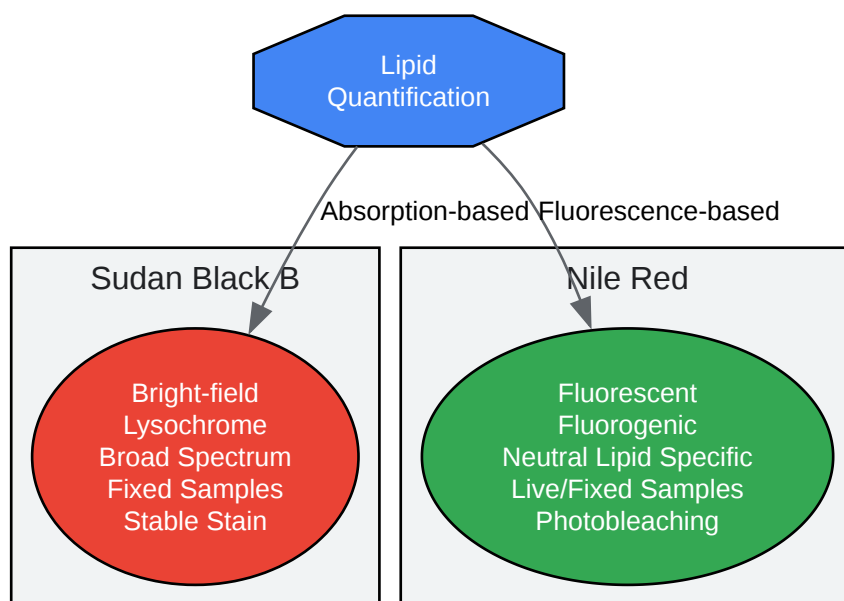 Lipid
Quantification
Absorption-based
Fluorescence-based
Sudan Black B
Bright-field
Lysochrome
Broad Spectrum
Fixed Samples
Stable Stain
Nile Red
Fluorescent
Fluorogenic
Neutral Lipid Specific
Live/Fixed Samples
Photobleaching